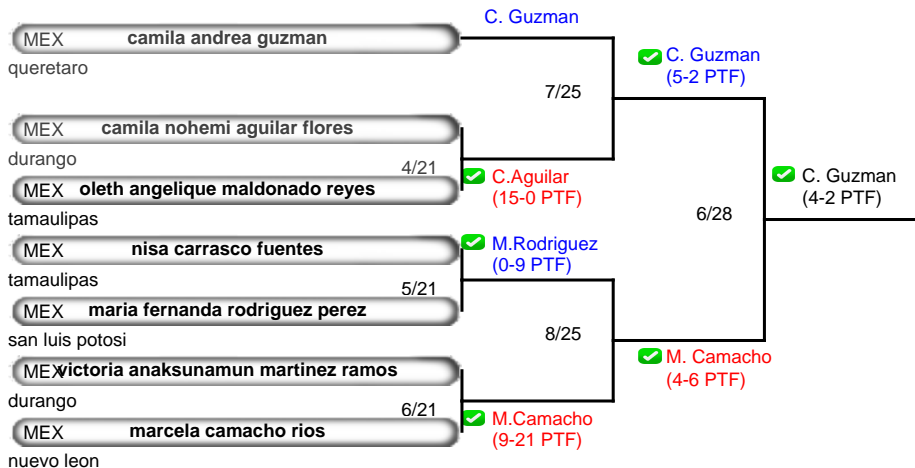 C. Guzman
MEX camila andrea guzman
queretaro
C. Guzman
(5-2 PTF)
7/25
MEX camila nohemi aguilar flores
durango
4/21
C.Aguilar
(15-0 PTF)
MEX oleth angelique maldonado reyes
tamaulipas
C. Guzman
(4-2 PTF)
6/28
MEX nisa carrasco fuentes
tamaulipas
M.Rodriguez
(0-9 PTF)
5/21
MEX maria fernanda rodriguez perez
san luis potosi
8/25
M. Camacho
(4-6 PTF)
MEX victoria anaksunamun martinez ramos
durango
6/21
M.Camacho
(9-21 PTF)
MEX marcela camacho rios
nuevo leon